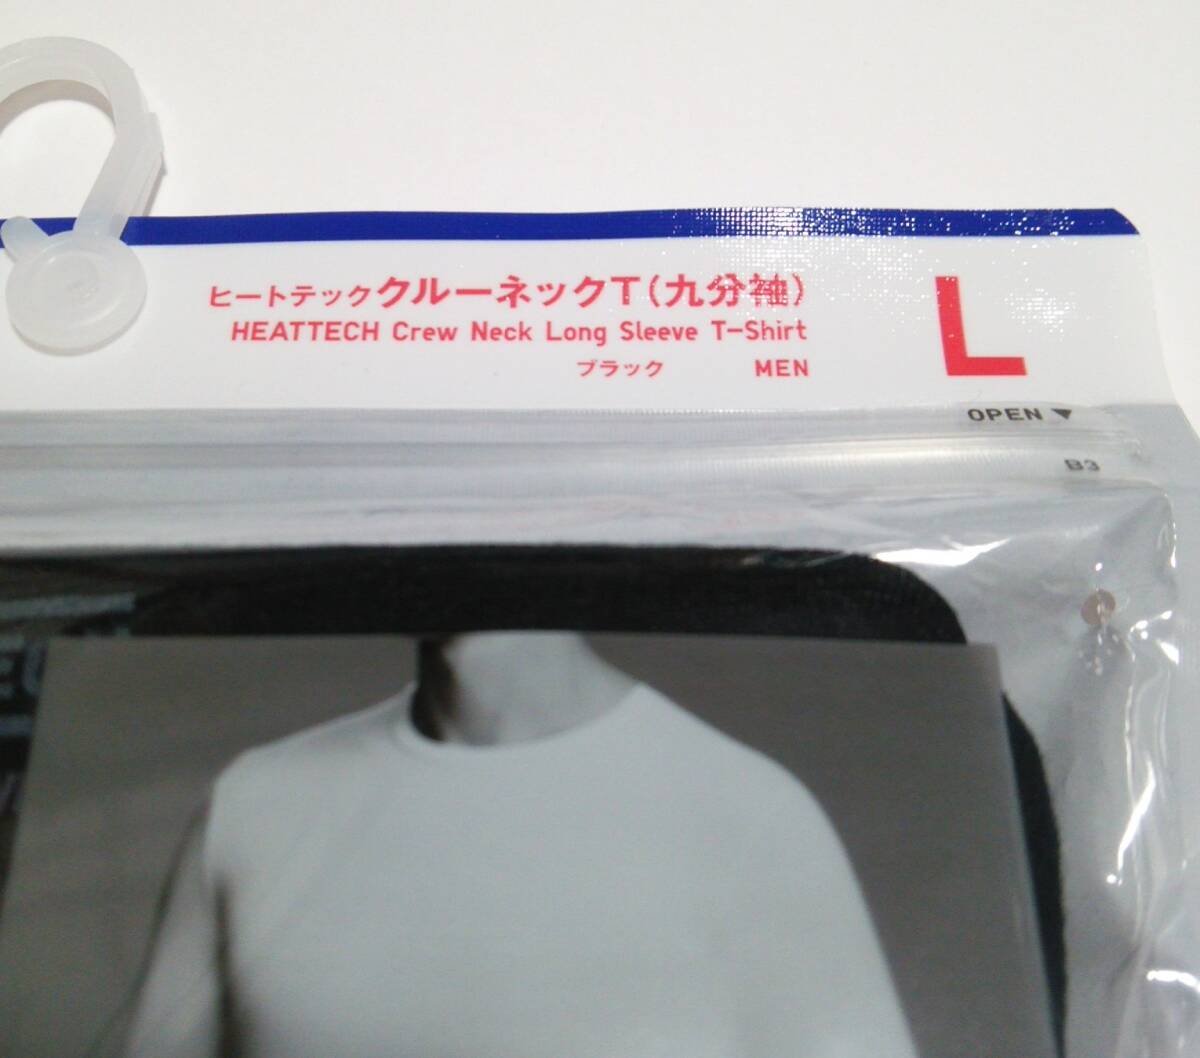 ヒートテッククルーネックT(九分袖)
HEATTECH Crew Neck Long Sleeve T-Shirt
ブラック MEN
L
OPEN ▼
B3